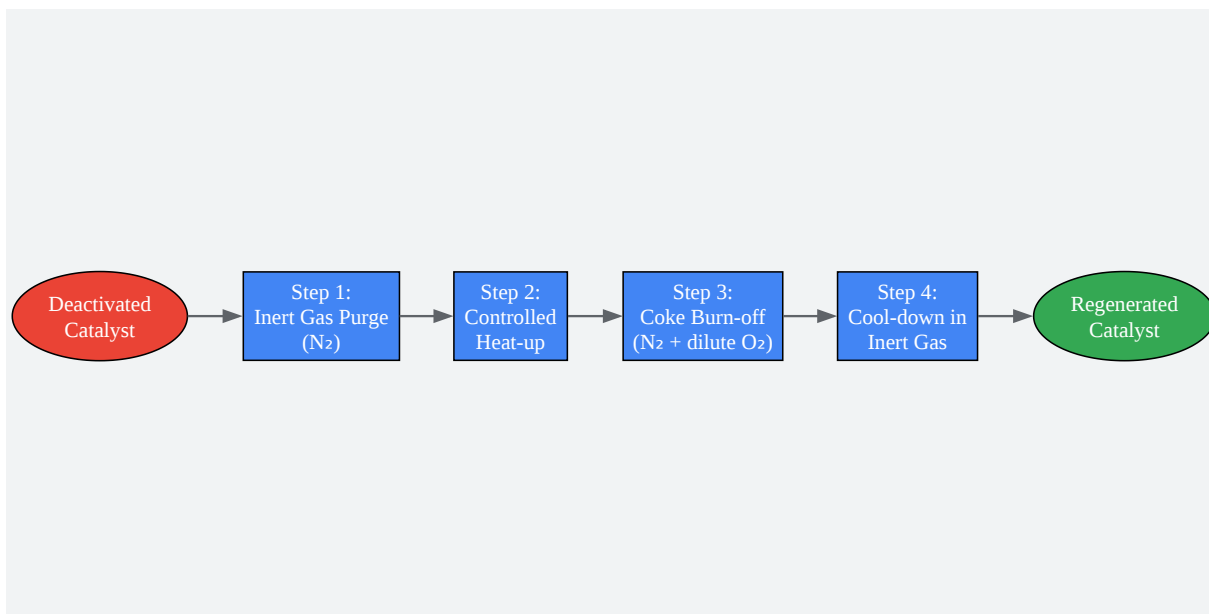 Deactivated
Catalyst
Step 1:
Inert Gas Purge
(N₂)
Step 2:
Controlled
Heat-up
Step 3:
Coke Burn-off
(N₂ + dilute O₂)
Step 4:
Cool-down in
Inert Gas
Regenerated
Catalyst